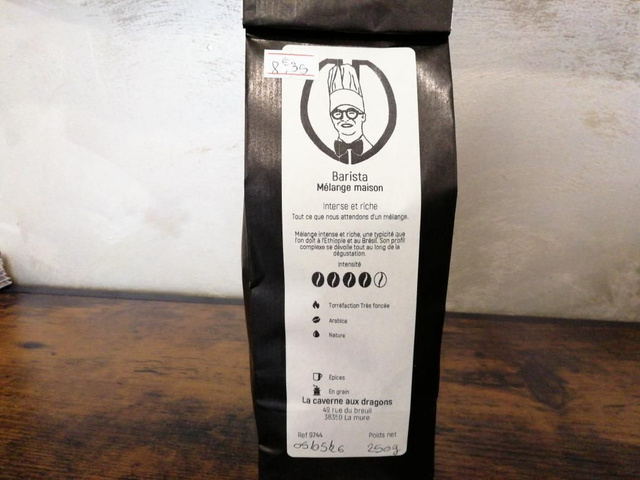 8€35
Barista
Mélange maison
Intense et riche
Tout ce que nous attendons d'un mélange.
Mélange intense et riche, une typicité que
l'on doit à l'Ethiopie et au Brésil. Son profil
complexe se dévoile tout au long de la
dégustation.
Intensité
Torréfaction Très foncée
Arabica
Nature
Epices
En grain
La caverne aux dragons
49 rue du breuil
38350 La mure
Ref 9744 Poids net
250g